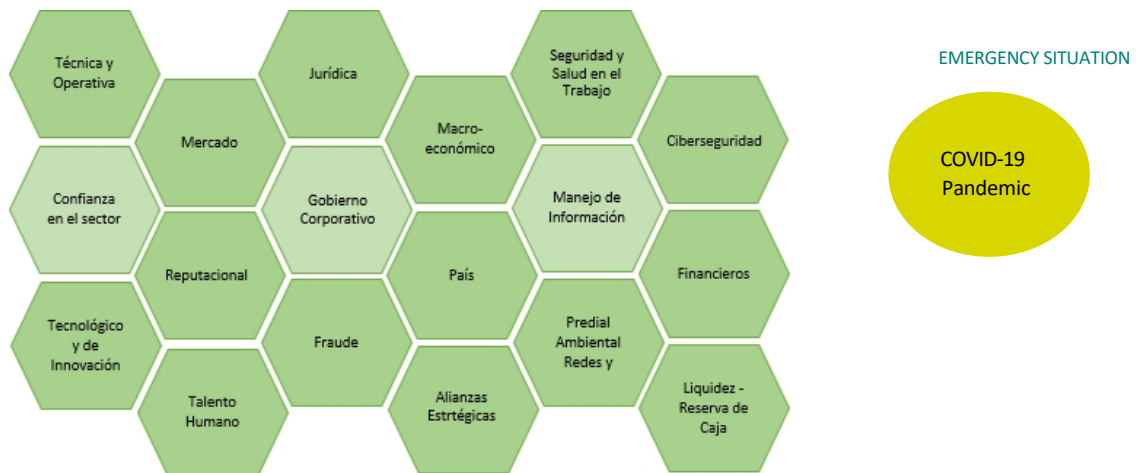 Técnica y
Operativa
Jurídica
Seguridad y
Salud en el
Trabajo
EMERGENCY SITUATION
Mercado
Macro-
económico
Ciberseguridad
COVID-19
Pandemic
Confianza
en el sector
Gobierno
Corporativo
Manejo de
Información
Reputacional
País
Financieros
Tecnológico
y de
Innovación
Fraude
Predial
Ambiental
Redes y
Talento
Humano
Alianzas
Estrtégicas
Liquidez -
Reserva de
Caja